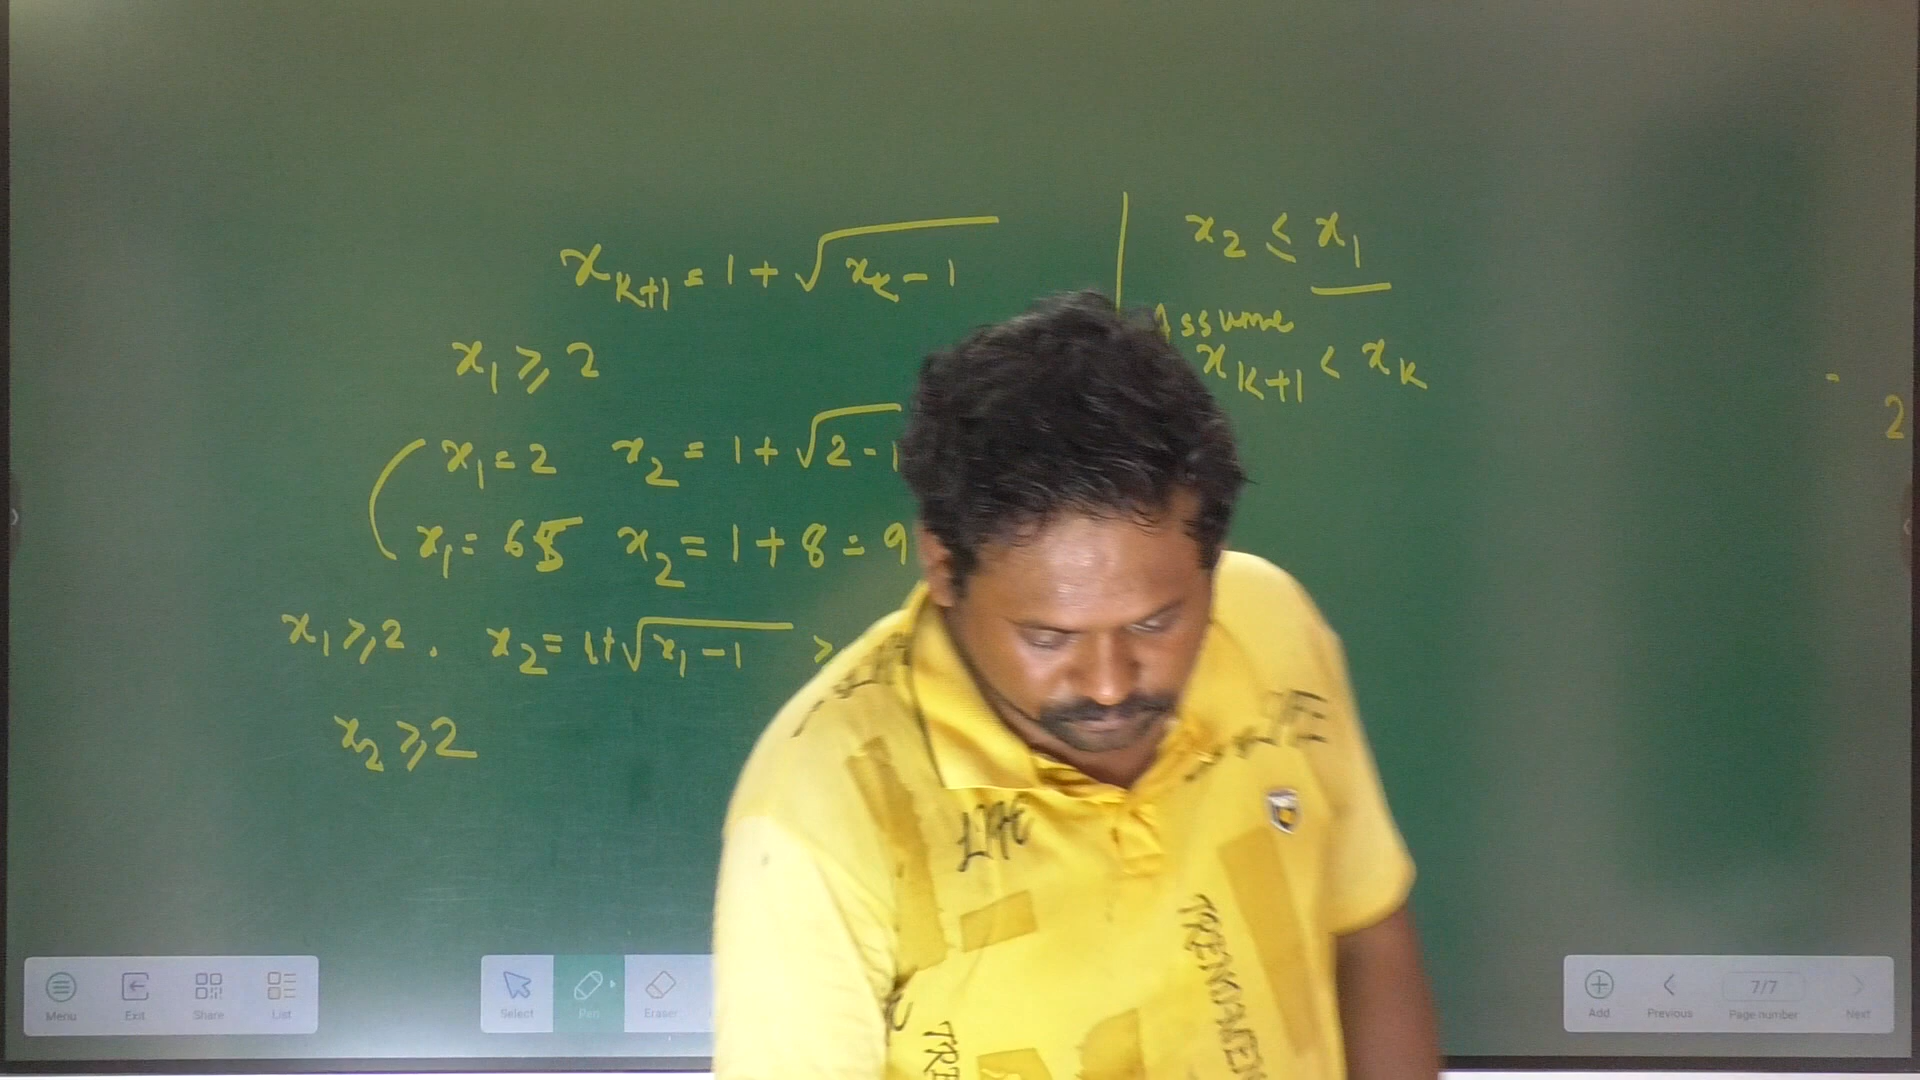 x_{k+1} = 1 + √(x_k - 1)
x_1 ⩾ 2
x_1 = 2 x_2 = 1 + √(2 - 1
x_1 = 65 x_2 = 1 + 8 = 9
x_1 ⩾ 2 . x_2 = 1 + √(x_1 - 1) >
x_2 ⩾ 2
x_2 ≤ x_1
Assume
x_{k+1} < x_k
2
LIFE
LIFE
Menu Exit Share List
Select Pen Eraser
Add Previous 7/7 Page number Next